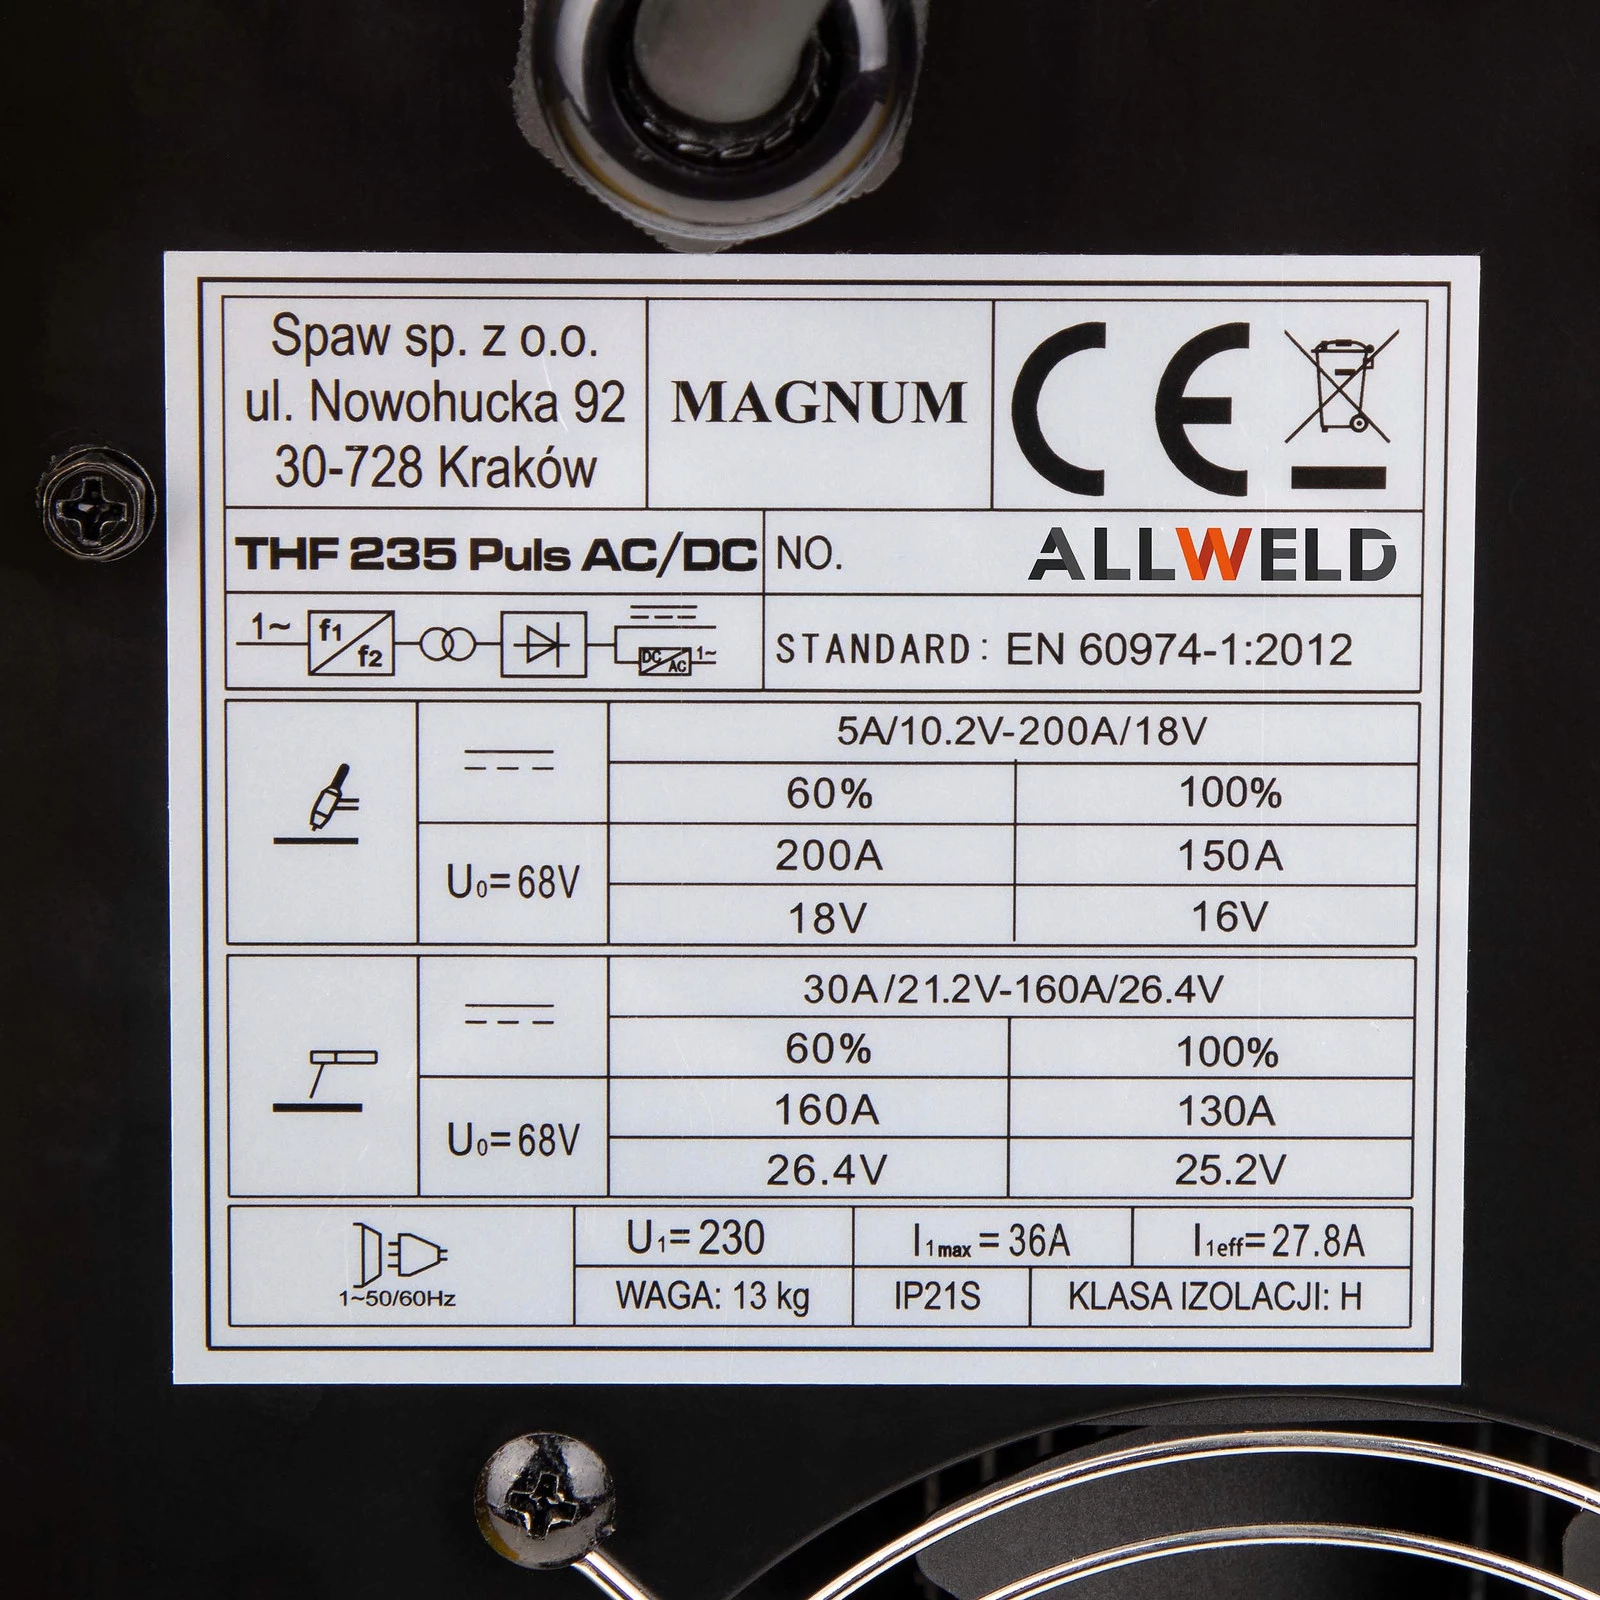 Spaw sp. z o.o.
ul. Nowohucka 92
30-728 Kraków
MAGNUM
CE
THF 235 Puls AC/DC
NO.
ALLWELD
1~
f1
f2
DC
AC
1~
STANDARD: EN 60974-1:2012
5A/10.2V-200A/18V
60% 100%
U0=68V
200A 150A
18V 16V
30A/21.2V-160A/26.4V
60% 100%
U0=68V
160A 130A
26.4V 25.2V
1~50/60Hz
U1=230
I1max=36A
I1eff=27.8A
WAGA: 13 kg
IP21S
KLASA IZOLACJI: H